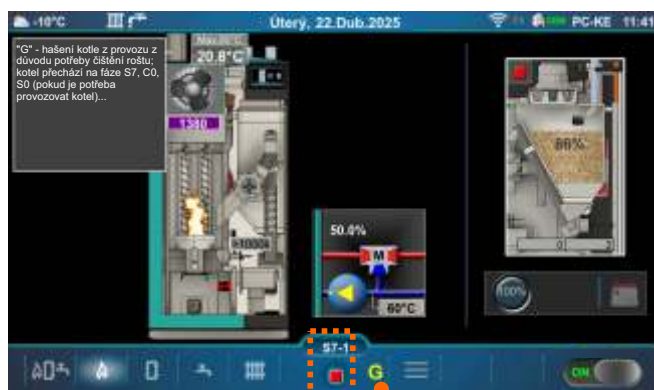 -10°C
Úterý, 22.Dub.2025
PC-KE 11:41
"G" - hašení kotle z provozu z
důvodu potřeby čištění roštu;
kotel přechází na fáze S7, C0,
S0 (pokud je potřeba
provozovat kotel)...
20.8°C
1380
86%
50.0%
M
60°C
0
100%
S7-1
G
ON